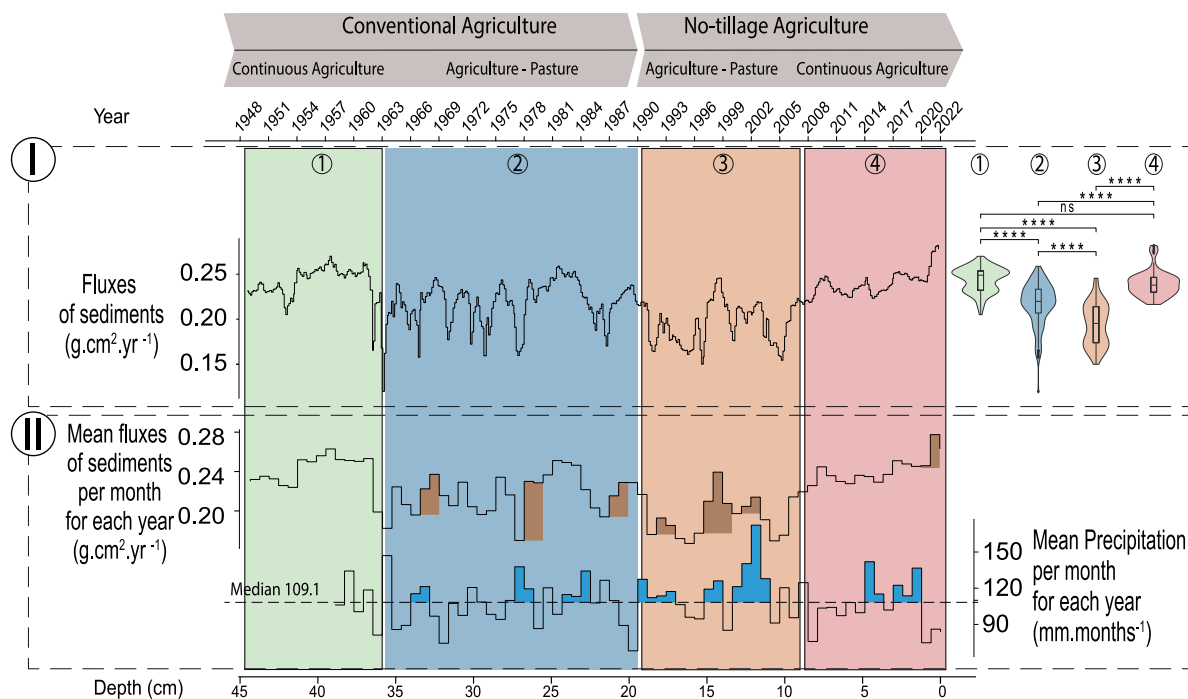 Conventional Agriculture
No-tillage Agriculture
Continuous Agriculture
Agriculture - Pasture
Agriculture - Pasture
Continuous Agriculture
Year
1948 1951 1954 1957 1960 1963 1966 1969 1972 1975 1978 1981 1984 1987 1990 1993 1996 1999 2002 2005 2008 2011 2014 2017 2020 2022
I
① ② ③ ④
① ② ③ ④
****
****
ns
****
**** ****
Fluxes
of sediments
(g.cm².yr⁻¹)
0.25
0.20
0.15
II
Mean fluxes
of sediments
per month
for each year
(g.cm².yr⁻¹)
0.28
0.24
0.20
Median 109.1
150
120
90
Mean Precipitation
per month
for each year
(mm.months⁻¹)
Depth (cm)
45 40 35 30 25 20 15 10 5 0